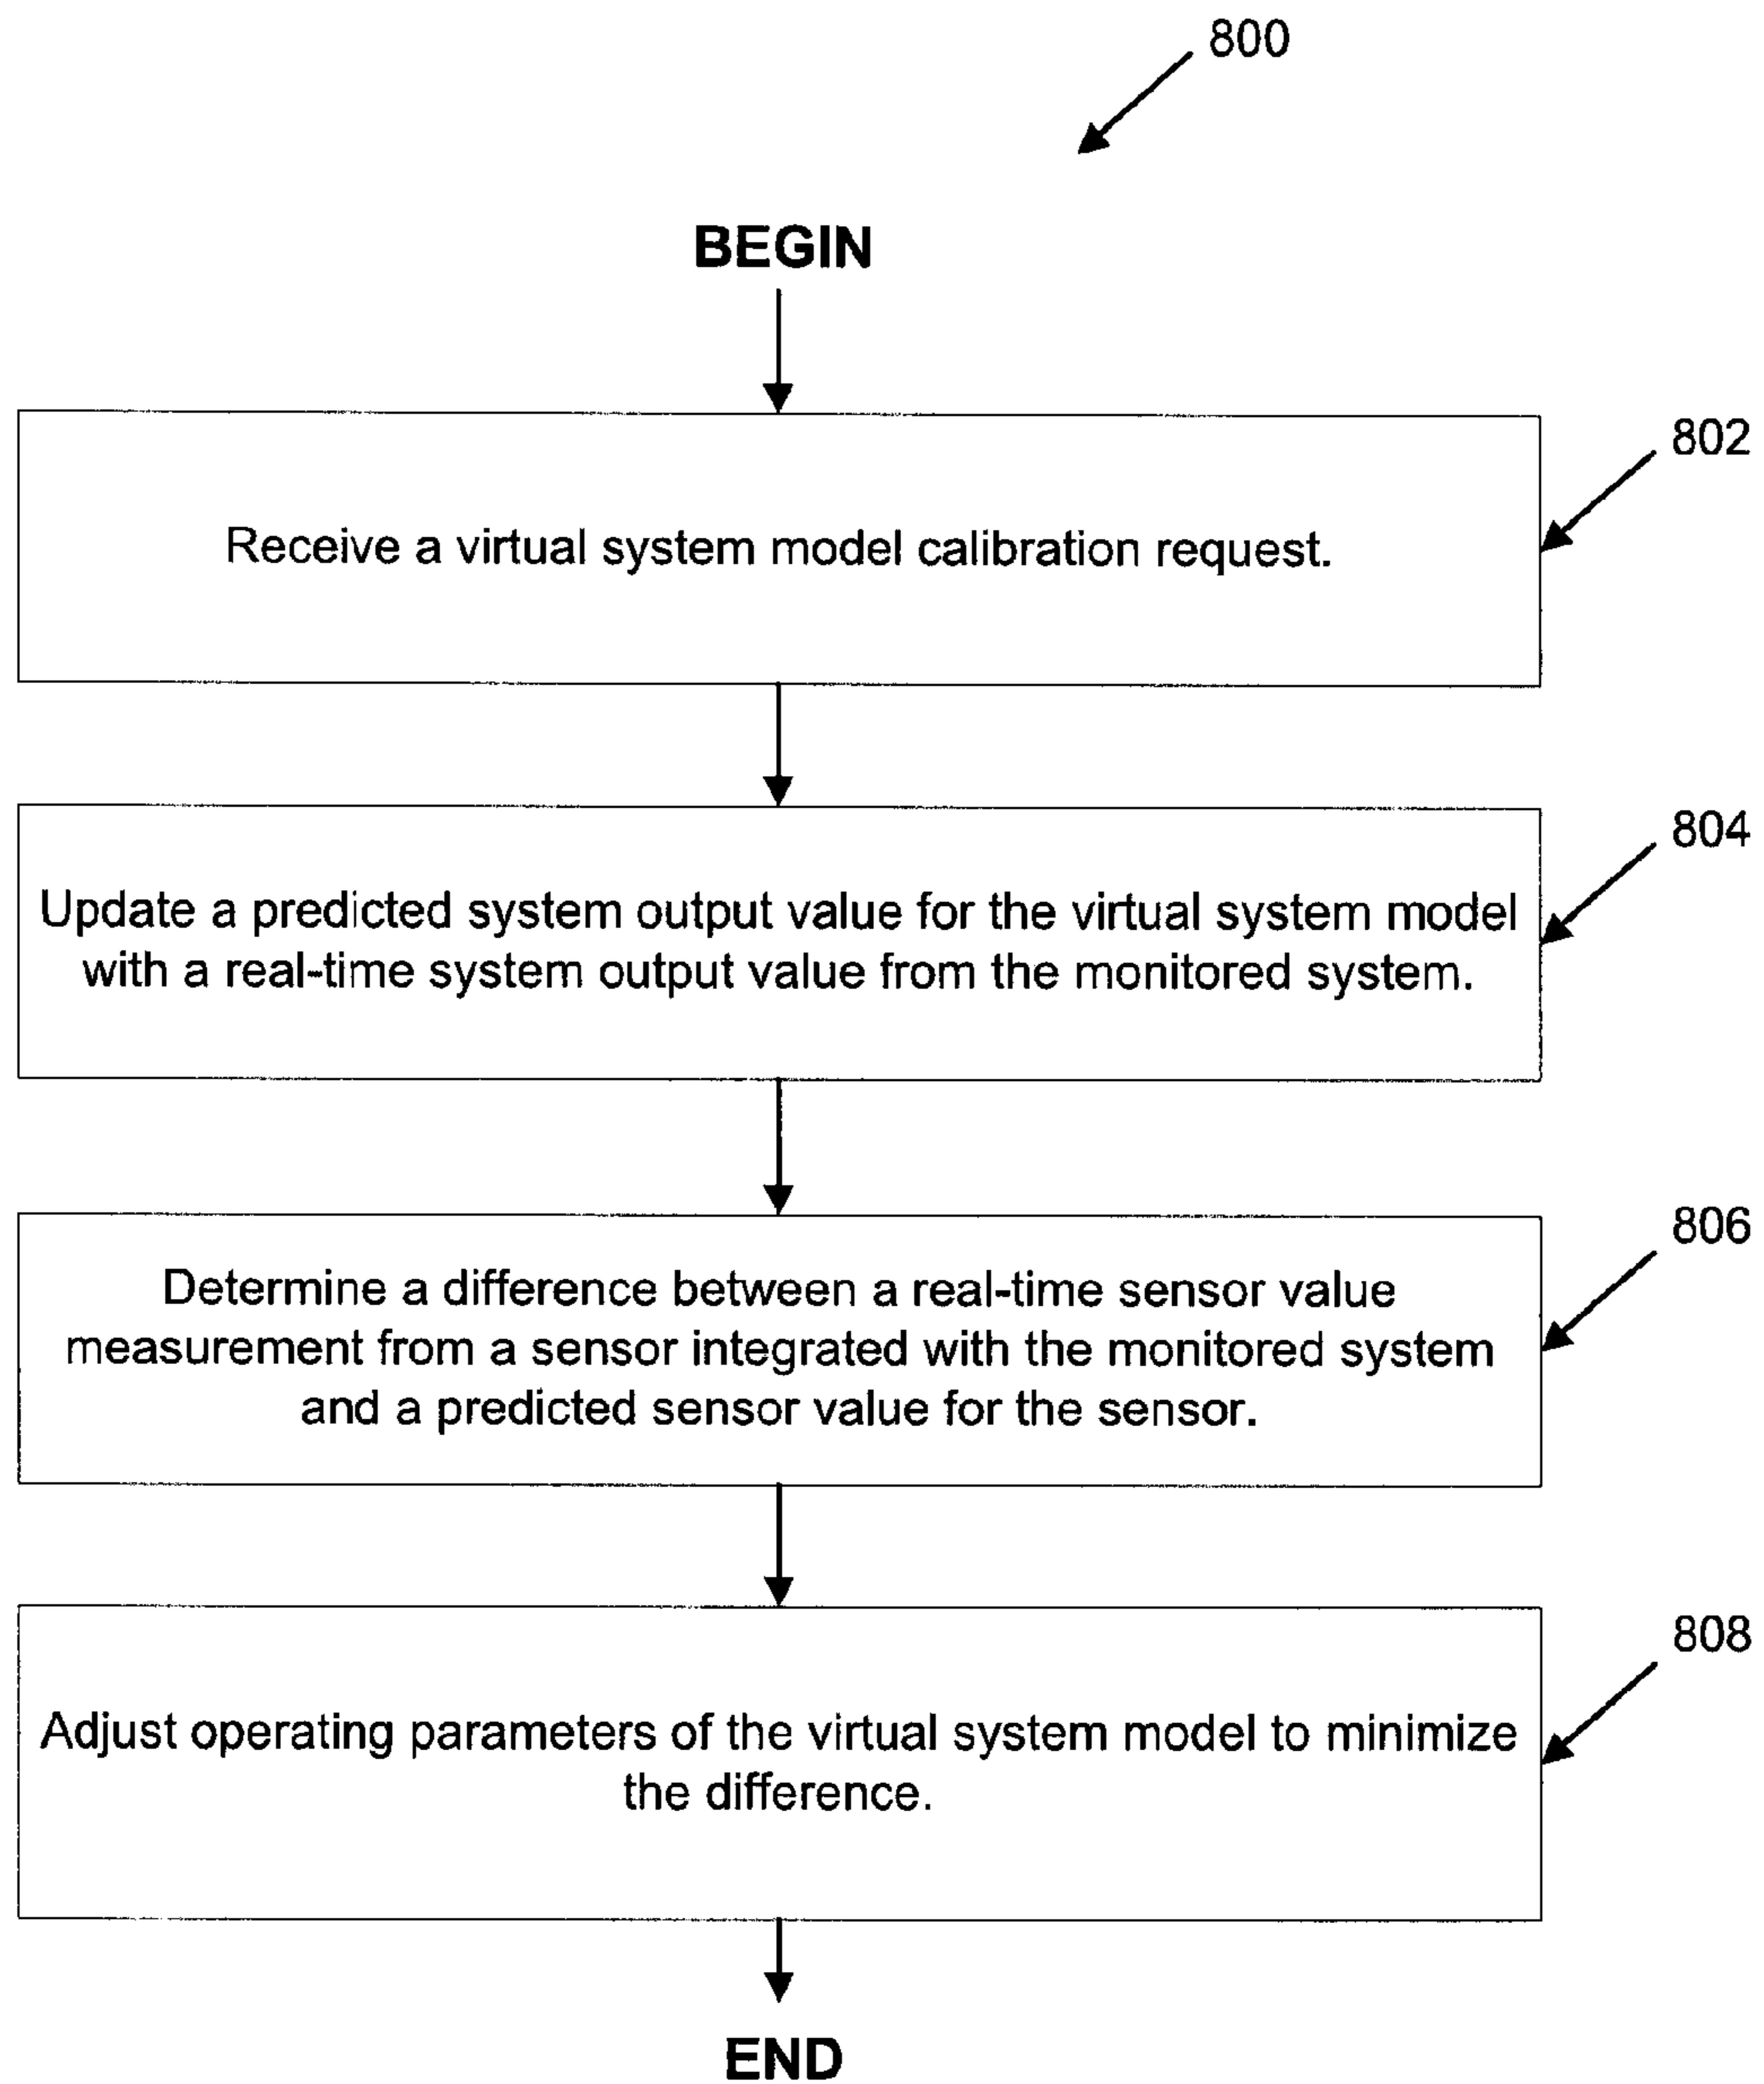 800
BEGIN
802
Receive a virtual system model calibration request.
804
Update a predicted system output value for the virtual system model
with a real-time system output value from the monitored system.
806
Determine a difference between a real-time sensor value
measurement from a sensor integrated with the monitored system
and a predicted sensor value for the sensor.
808
Adjust operating parameters of the virtual system model to minimize
the difference.
END